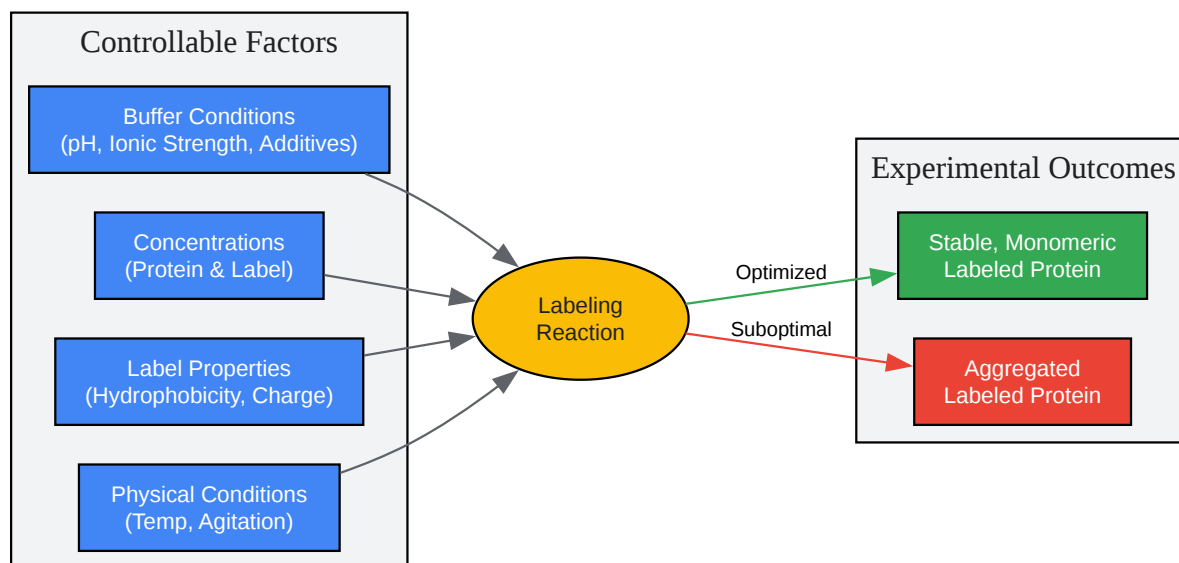 Controllable Factors
Buffer Conditions
(pH, Ionic Strength, Additives)
Concentrations
(Protein & Label)
Label Properties
(Hydrophobicity, Charge)
Physical Conditions
(Temp, Agitation)
Labeling
Reaction
Optimized
Suboptimal
Experimental Outcomes
Stable, Monomeric
Labeled Protein
Aggregated
Labeled Protein